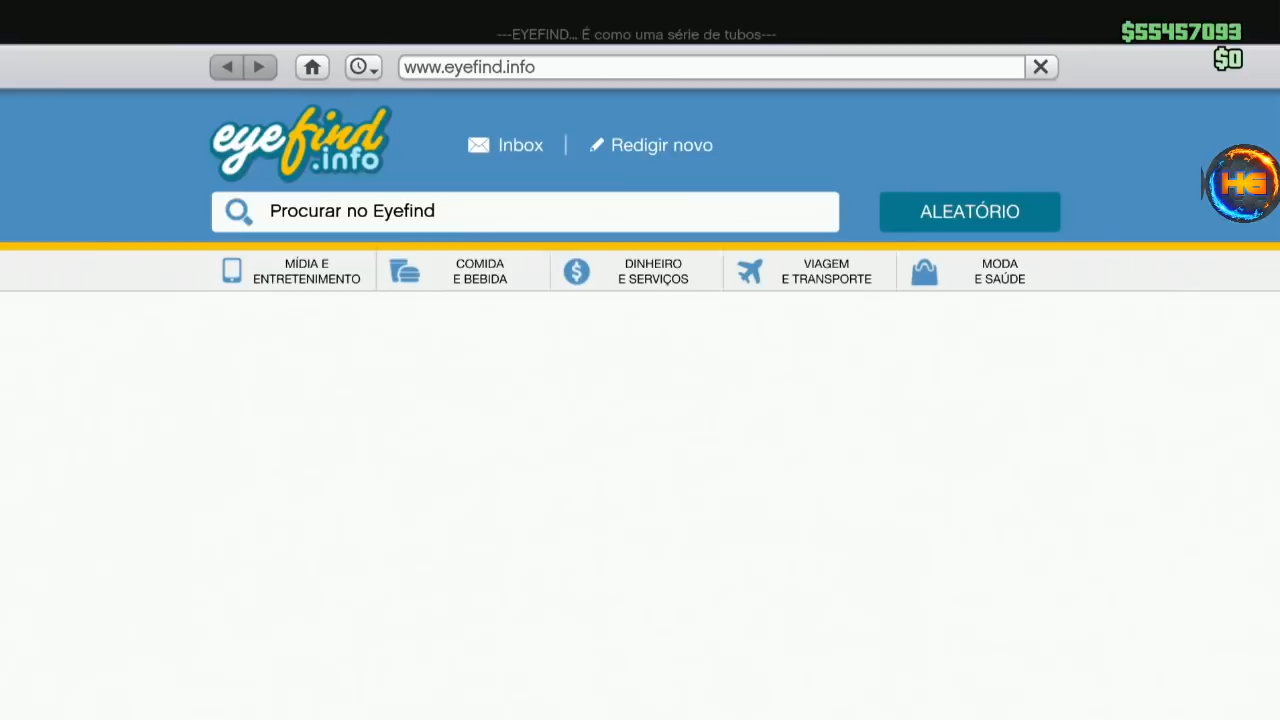 ---EYEFIND... É como uma série de tubos---
$55457093
$0
www.eyefind.info
eyefind
.info
Inbox
Redigir novo
HG
Procurar no Eyefind
ALEATÓRIO
MÍDIA E
ENTRETENIMENTO
COMIDA
E BEBIDA
DINHEIRO
E SERVIÇOS
VIAGEM
E TRANSPORTE
MODA
E SAÚDE